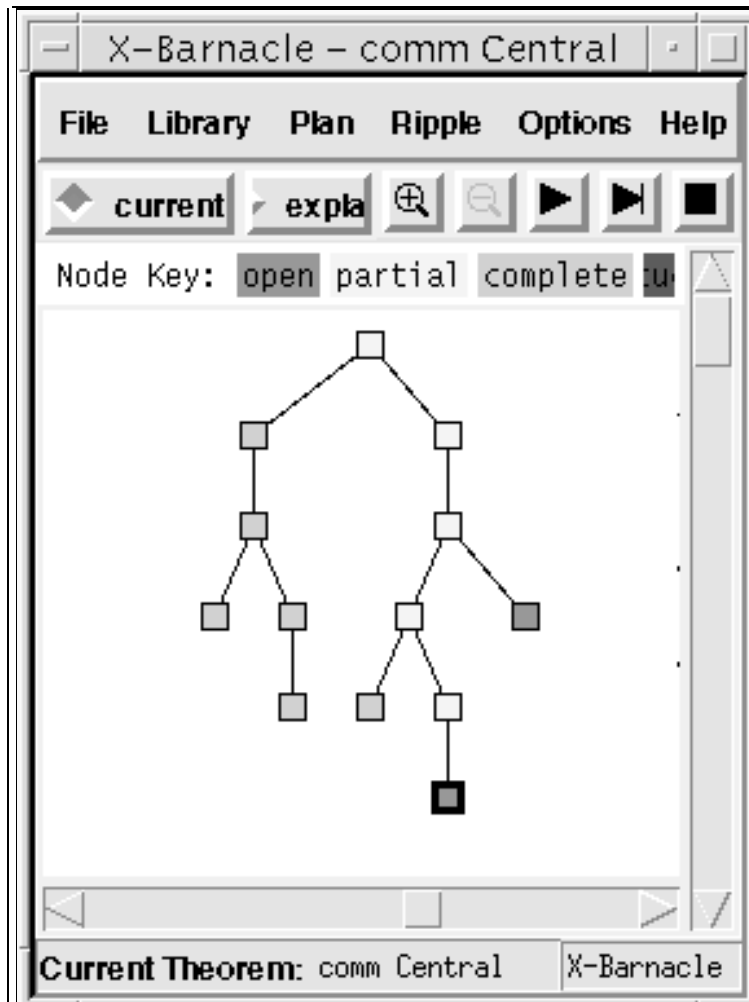 X-Barnacle – comm Central
File Library Plan Ripple Options Help
current expla
Node Key: open partial complete
Current Theorem: comm Central X-Barnacle